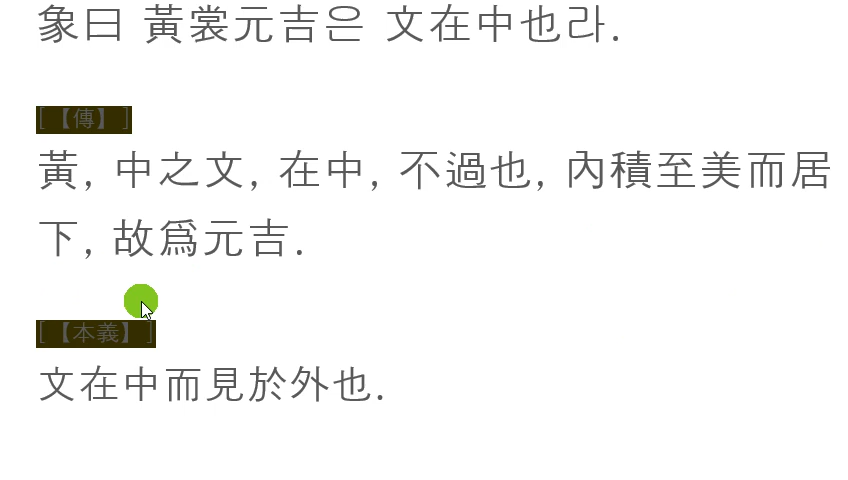 象曰 黃裳元吉은 文在中也라.
[【傳】]
黃, 中之文, 在中, 不過也, 內積至美而居
下, 故爲元吉.
[【本義】]
文在中而見於外也.